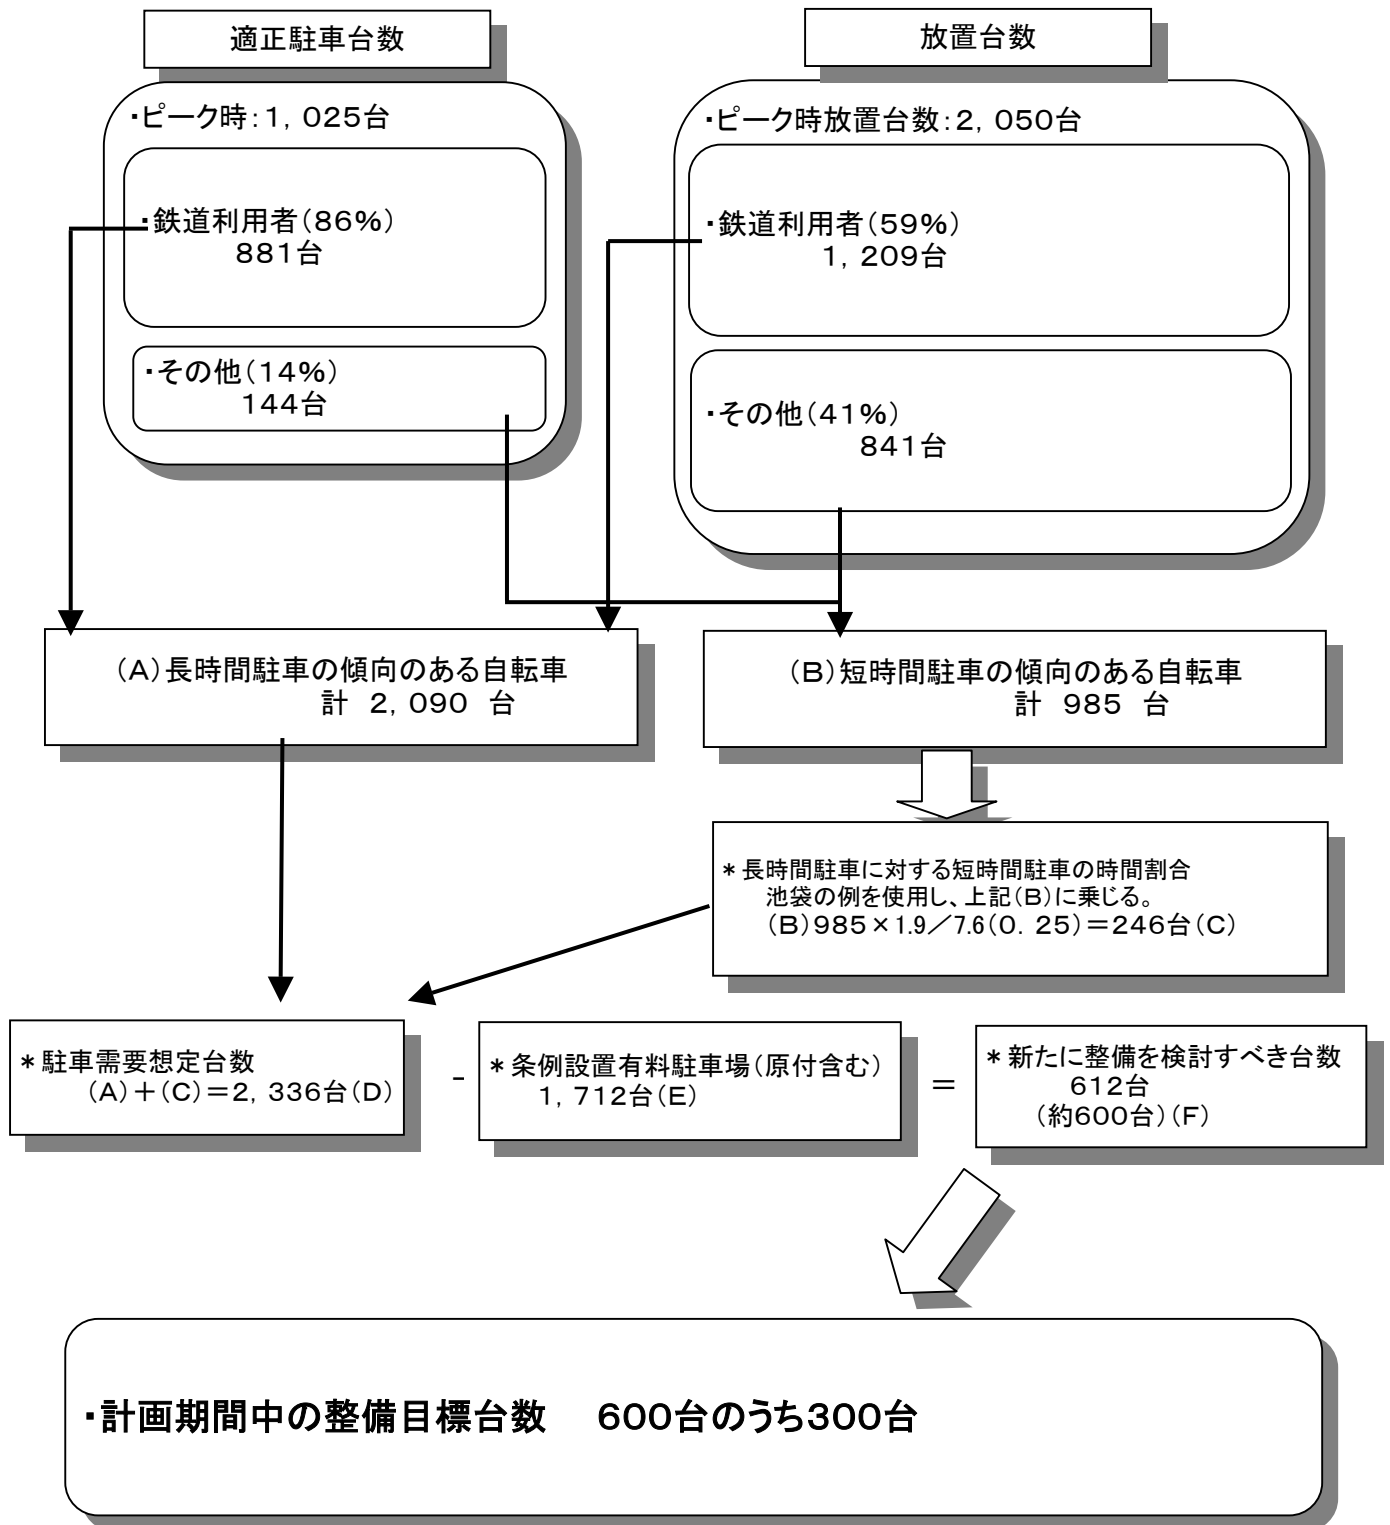 適正駐車台数
放置台数
・ピーク時：１，０２５台
・鉄道利用者（８６％）
８８１台
・その他（１４％）
１４４台
・ピーク時放置台数：２，０５０台
・鉄道利用者（５９％）
１，２０９台
・その他（４１％）
８４１台
（Ａ）長時間駐車の傾向のある自転車
計　２，０９０　台
（Ｂ）短時間駐車の傾向のある自転車
計　９８５　台
＊長時間駐車に対する短時間駐車の時間割合
池袋の例を使用し、上記（Ｂ）に乗じる。
（Ｂ）９８５×1.9／7.6（０．２５）＝２４６台（Ｃ）
＊駐車需要想定台数
（Ａ）＋（Ｃ）＝２，３３６台（Ｄ）
-
＊条例設置有料駐車場（原付含む）
１，７１２台（Ｅ）
＝
＊新たに整備を検討すべき台数
６１２台
（約６００台）（Ｆ）
・計画期間中の整備目標台数　　６００台のうち３００台